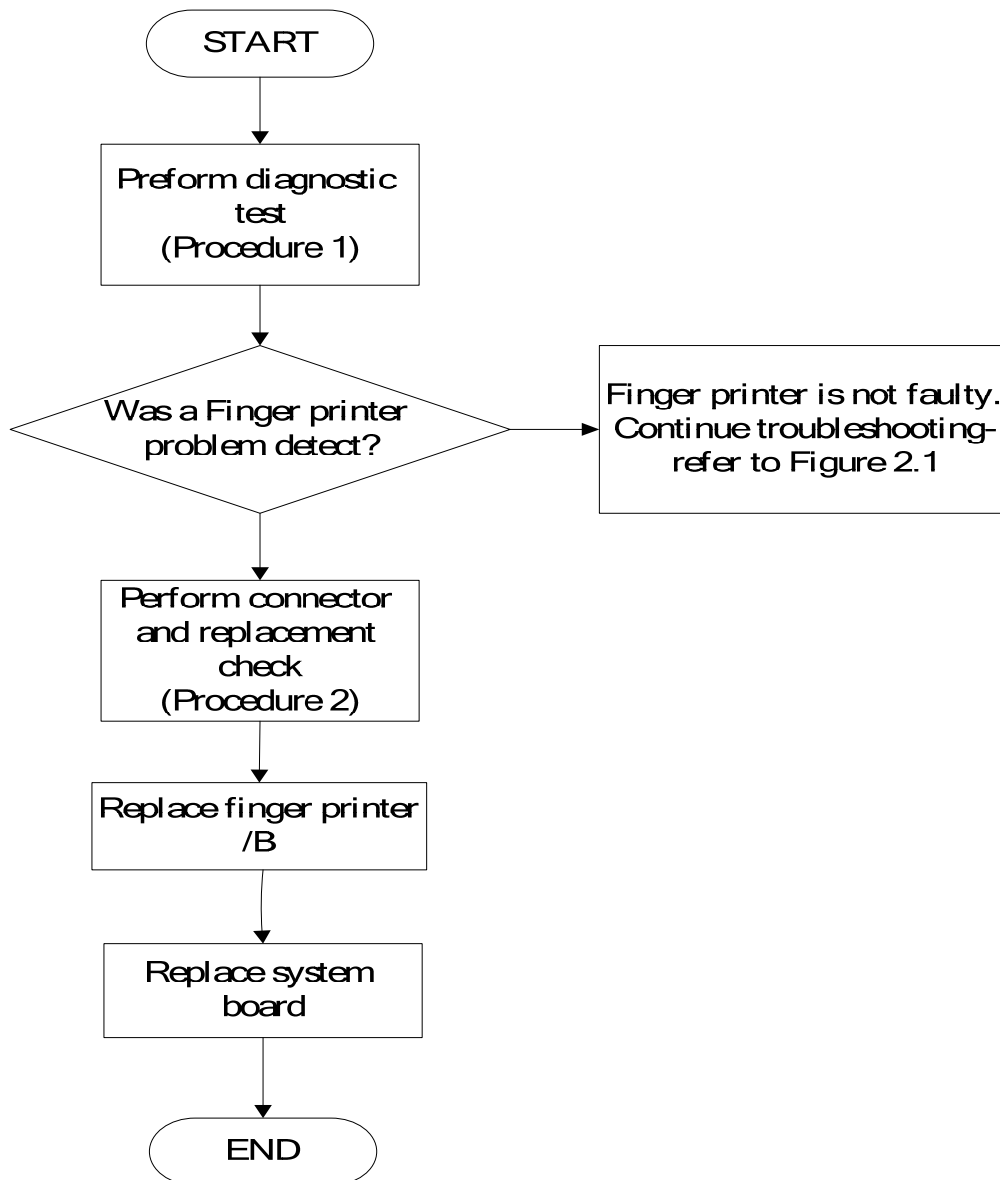 START
Preform diagnostic
test
(Procedure 1)
Was a Finger printer
problem detect?
Finger printer is not faulty.
Continue troubleshooting-
refer to Figure 2.1
Perform connector
and replacement
check
(Procedure 2)
Replace finger printer
/B
Replace system
board
END